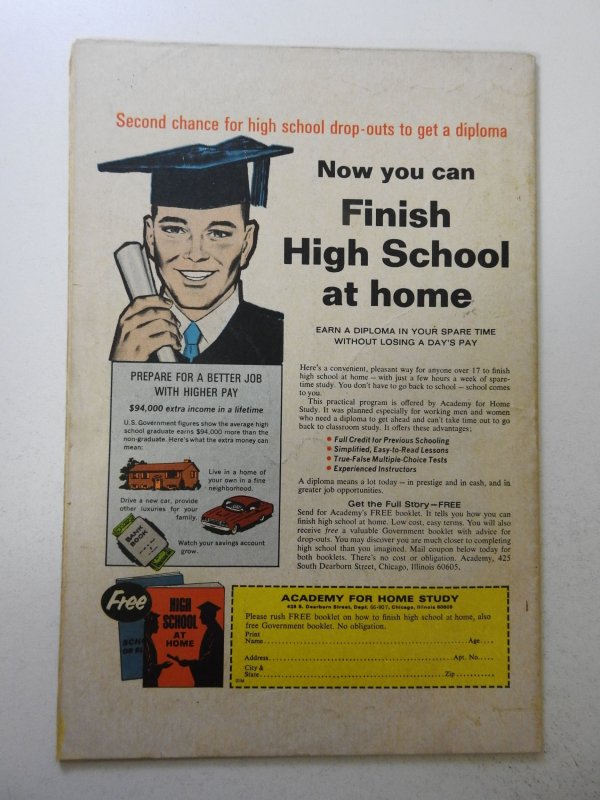 Second chance for high school drop-outs to get a diploma
Now you can
Finish
High School
at home
EARN A DIPLOMA IN YOUR SPARE TIME
WITHOUT LOSING A DAY'S PAY
PREPARE FOR A BETTER JOB
WITH HIGHER PAY
$94,000 extra income in a lifetime
U.S. Government figures show the average high
school graduate earns $94,000 more than the
non-graduate. Here's what the extra money can
mean:
Live in a home of
your own in a fine
neighborhood.
Drive a new car, provide
other luxuries for your
family.
BANK
BOOK
Watch your savings account
grow.
Here's a convenient, pleasant way for anyone over 17 to finish
high school at home — with just a few hours a week of spare-
time study. You don't have to go back to school — school comes
to you.
This practical program is offered by Academy for Home
Study. It was planned especially for working men and women
who need a diploma to get ahead and can't take time out to go
back to classroom study. It offers these advantages:
• Full Credit for Previous Schooling
• Simplified, Easy-to-Read Lessons
• True-False Multiple-Choice Tests
• Experienced Instructors
A diploma means a lot today — in prestige and in cash, and in
greater job opportunities.
Get the Full Story—FREE
Send for Academy's FREE booklet. It tells you how you can
finish high school at home. Low cost, easy terms. You will also
receive free a valuable Government booklet with advice for
drop-outs. You may discover you are much closer to completing
high school than you imagined. Mail coupon below today for
both booklets. There's no cost or obligation. Academy, 425
South Dearborn Street, Chicago, Illinois 60605.
Free
HIGH
SCHOOL
AT
HOME
ACADEMY FOR HOME STUDY
425 S. Dearborn Street, Dept. 66-907, Chicago, Illinois 60605
Please rush FREE booklet on how to finish high school at home, also
free Government booklet. No obligation.
Print
Name Age
Address Apt. No.
City &
State Zip